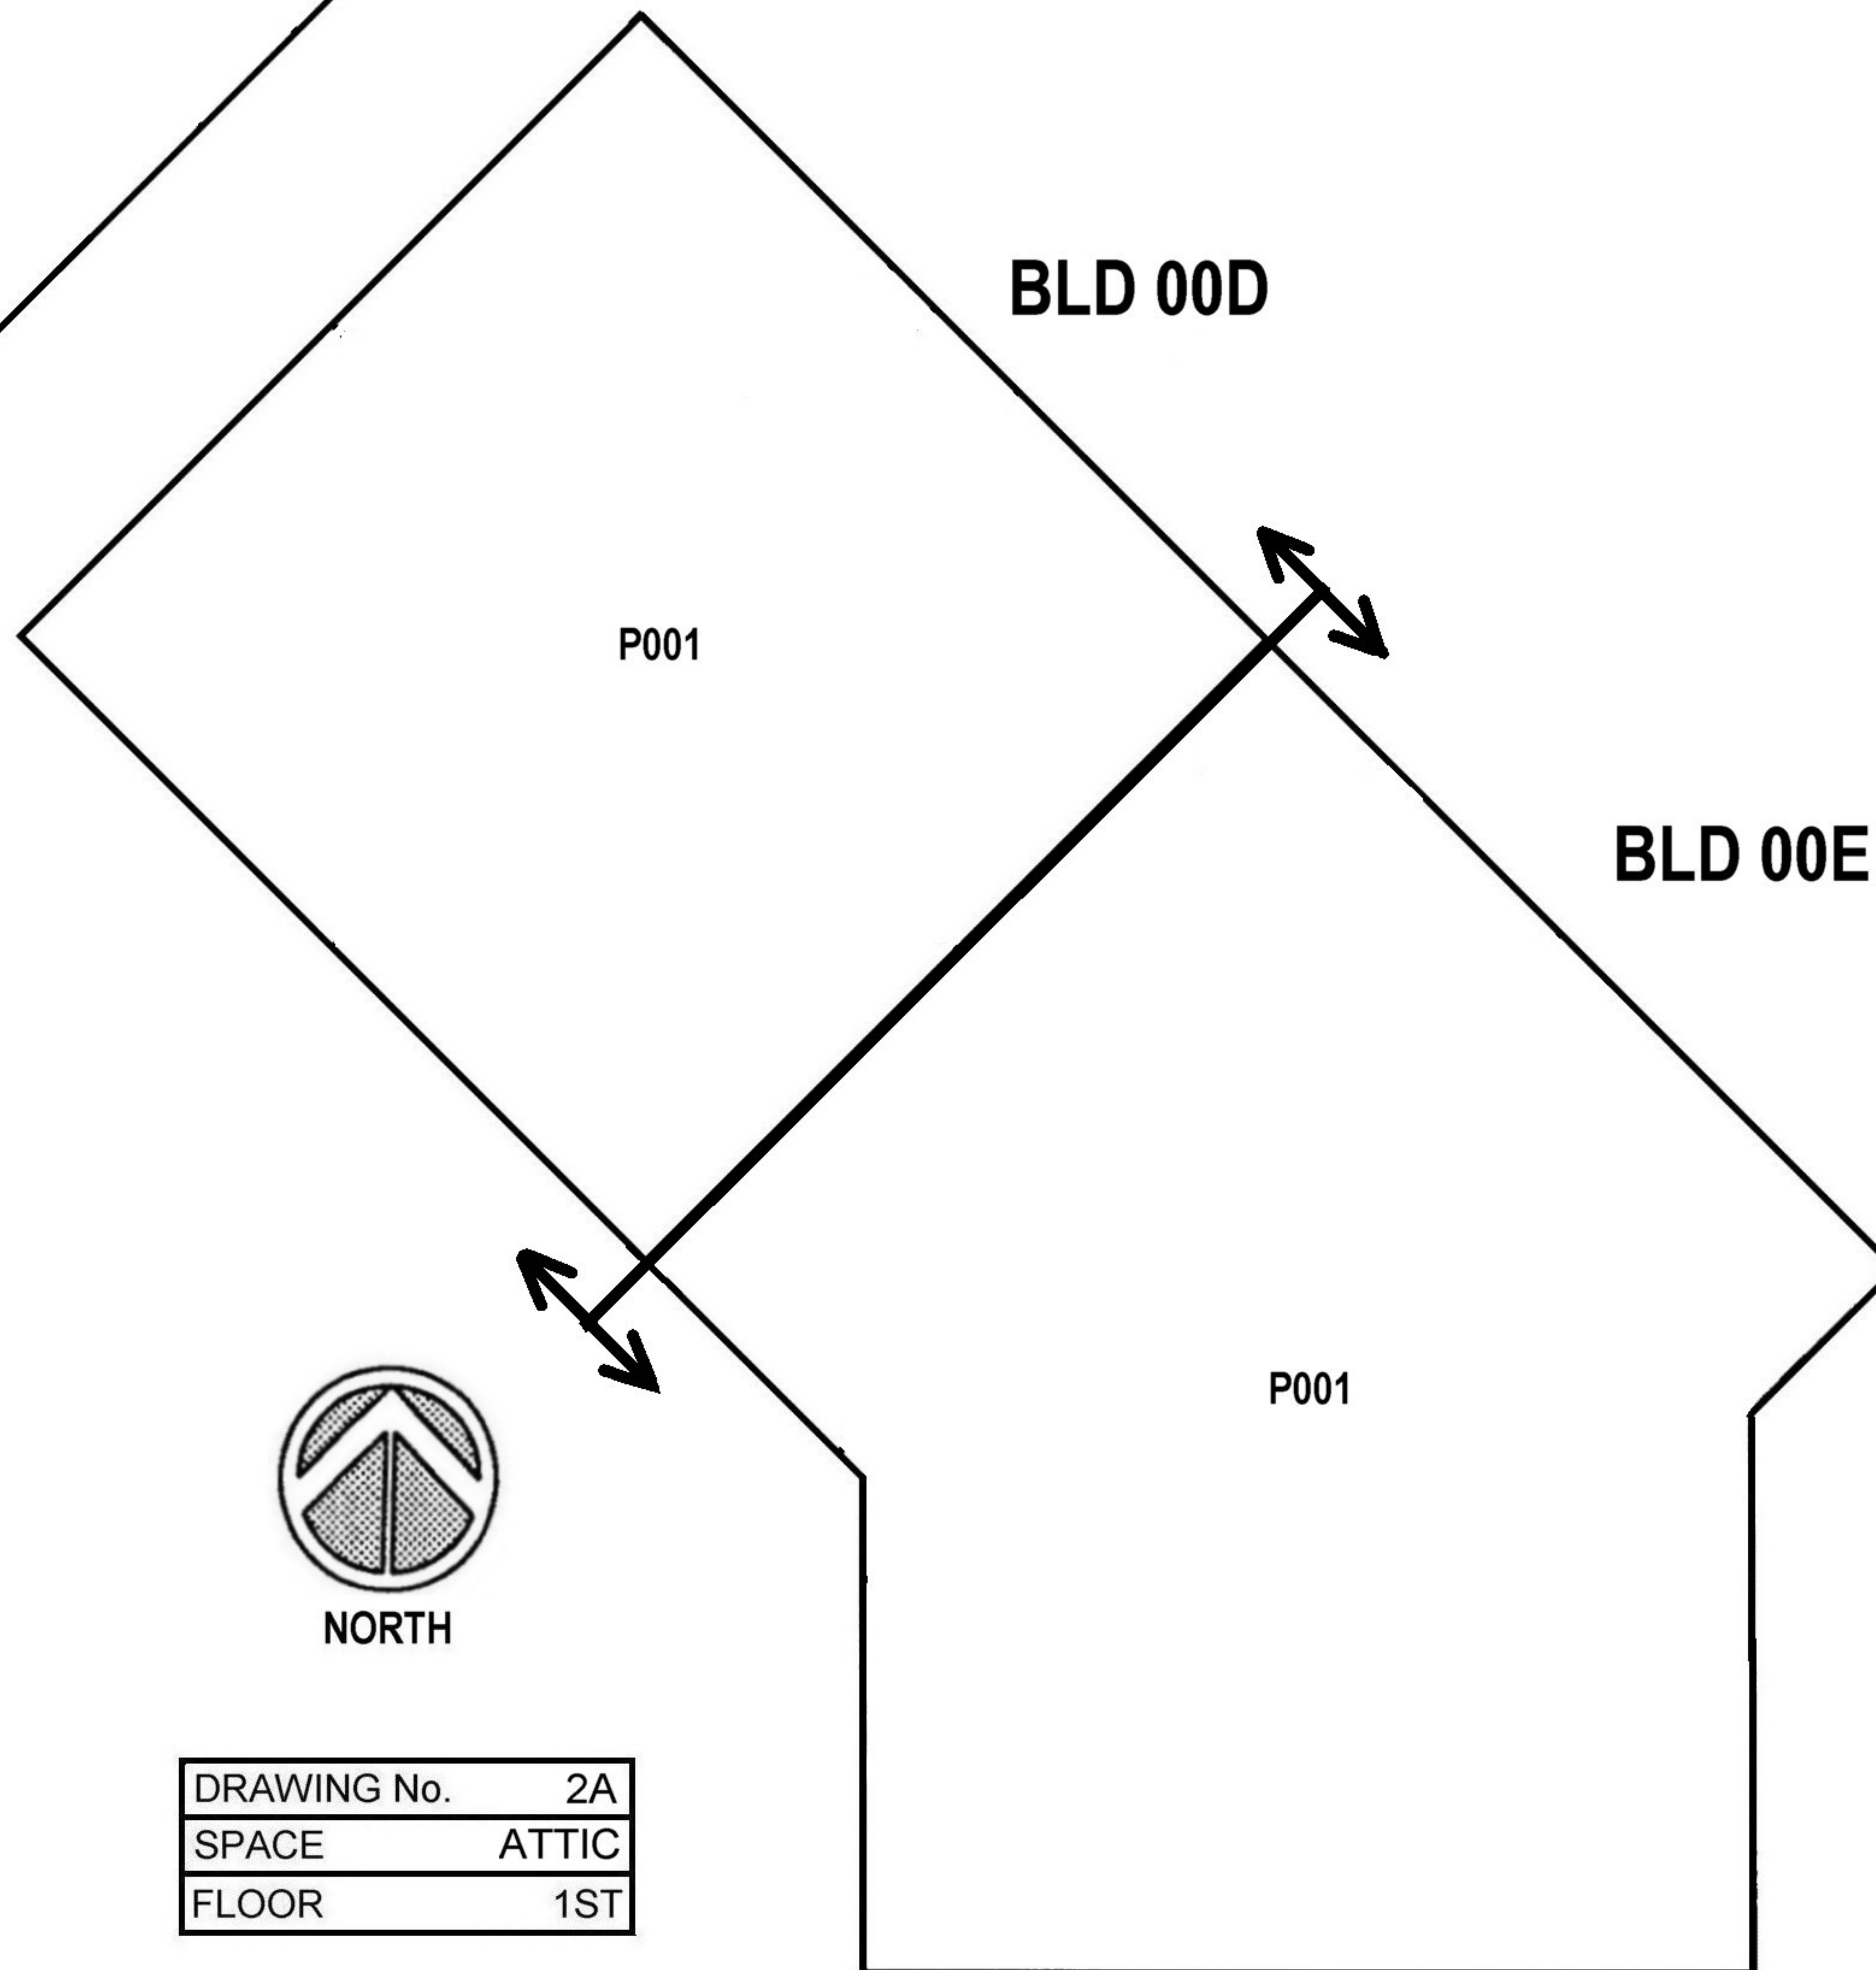 BLD 00D
P001
BLD 00E
P001
NORTH
DRAWING No. 2A
SPACE ATTIC
FLOOR 1ST